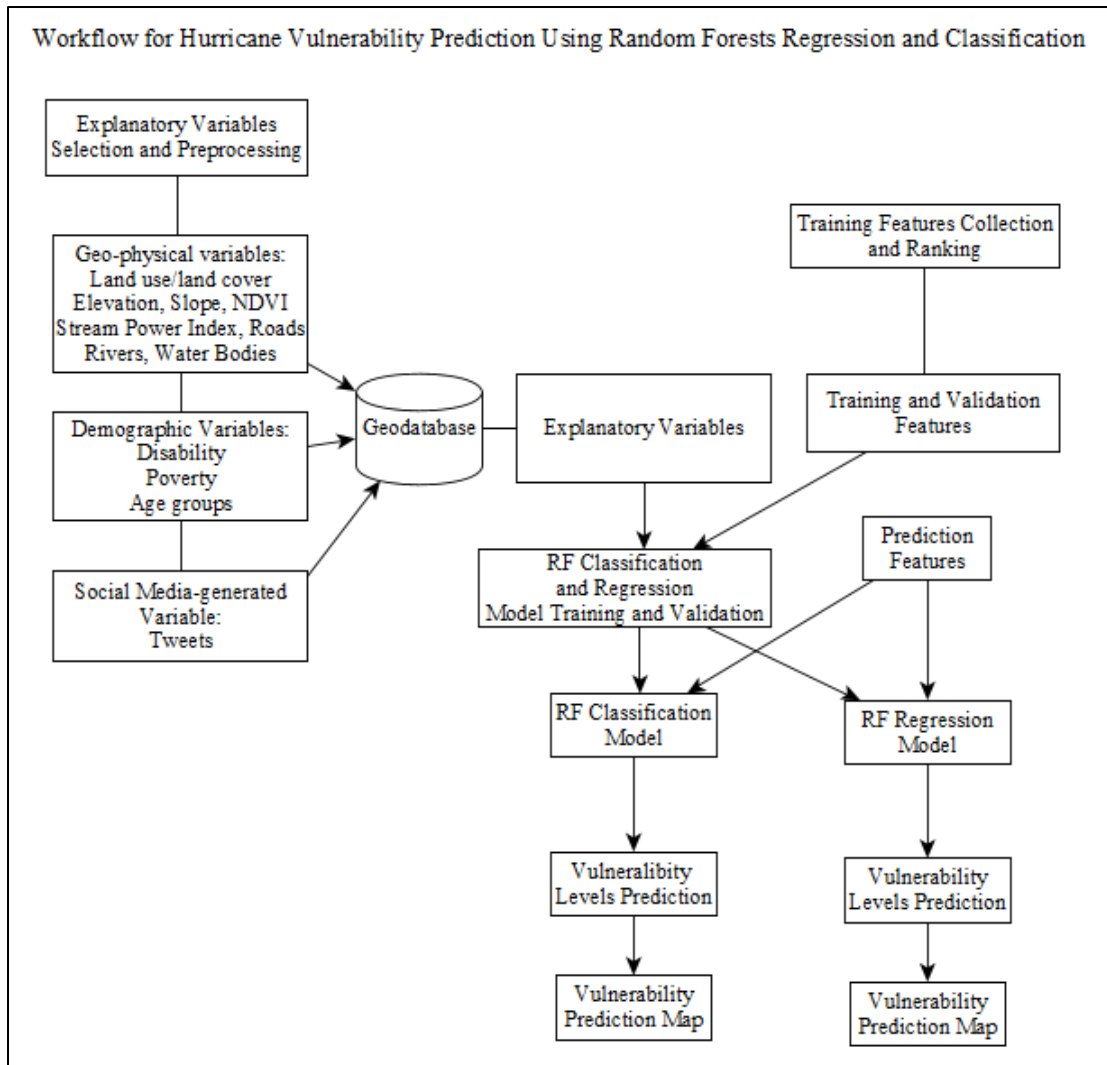 Workflow for Hurricane Vulnerability Prediction Using Random Forests Regression and Classification
Explanatory Variables
Selection and Preprocessing
Geo-physical variables:
Land use/land cover
Elevation, Slope, NDVI
Stream Power Index, Roads
Rivers, Water Bodies
Demographic Variables:
Disability
Poverty
Age groups
Social Media-generated
Variable:
Tweets
Geodatabase
Explanatory Variables
Training Features Collection
and Ranking
Training and Validation
Features
RF Classification
and Regression
Model Training and Validation
Prediction
Features
RF Classification
Model
RF Regression
Model
Vulneralibity
Levels Prediction
Vulnerability
Levels Prediction
Vulnerability
Prediction Map
Vulnerability
Prediction Map